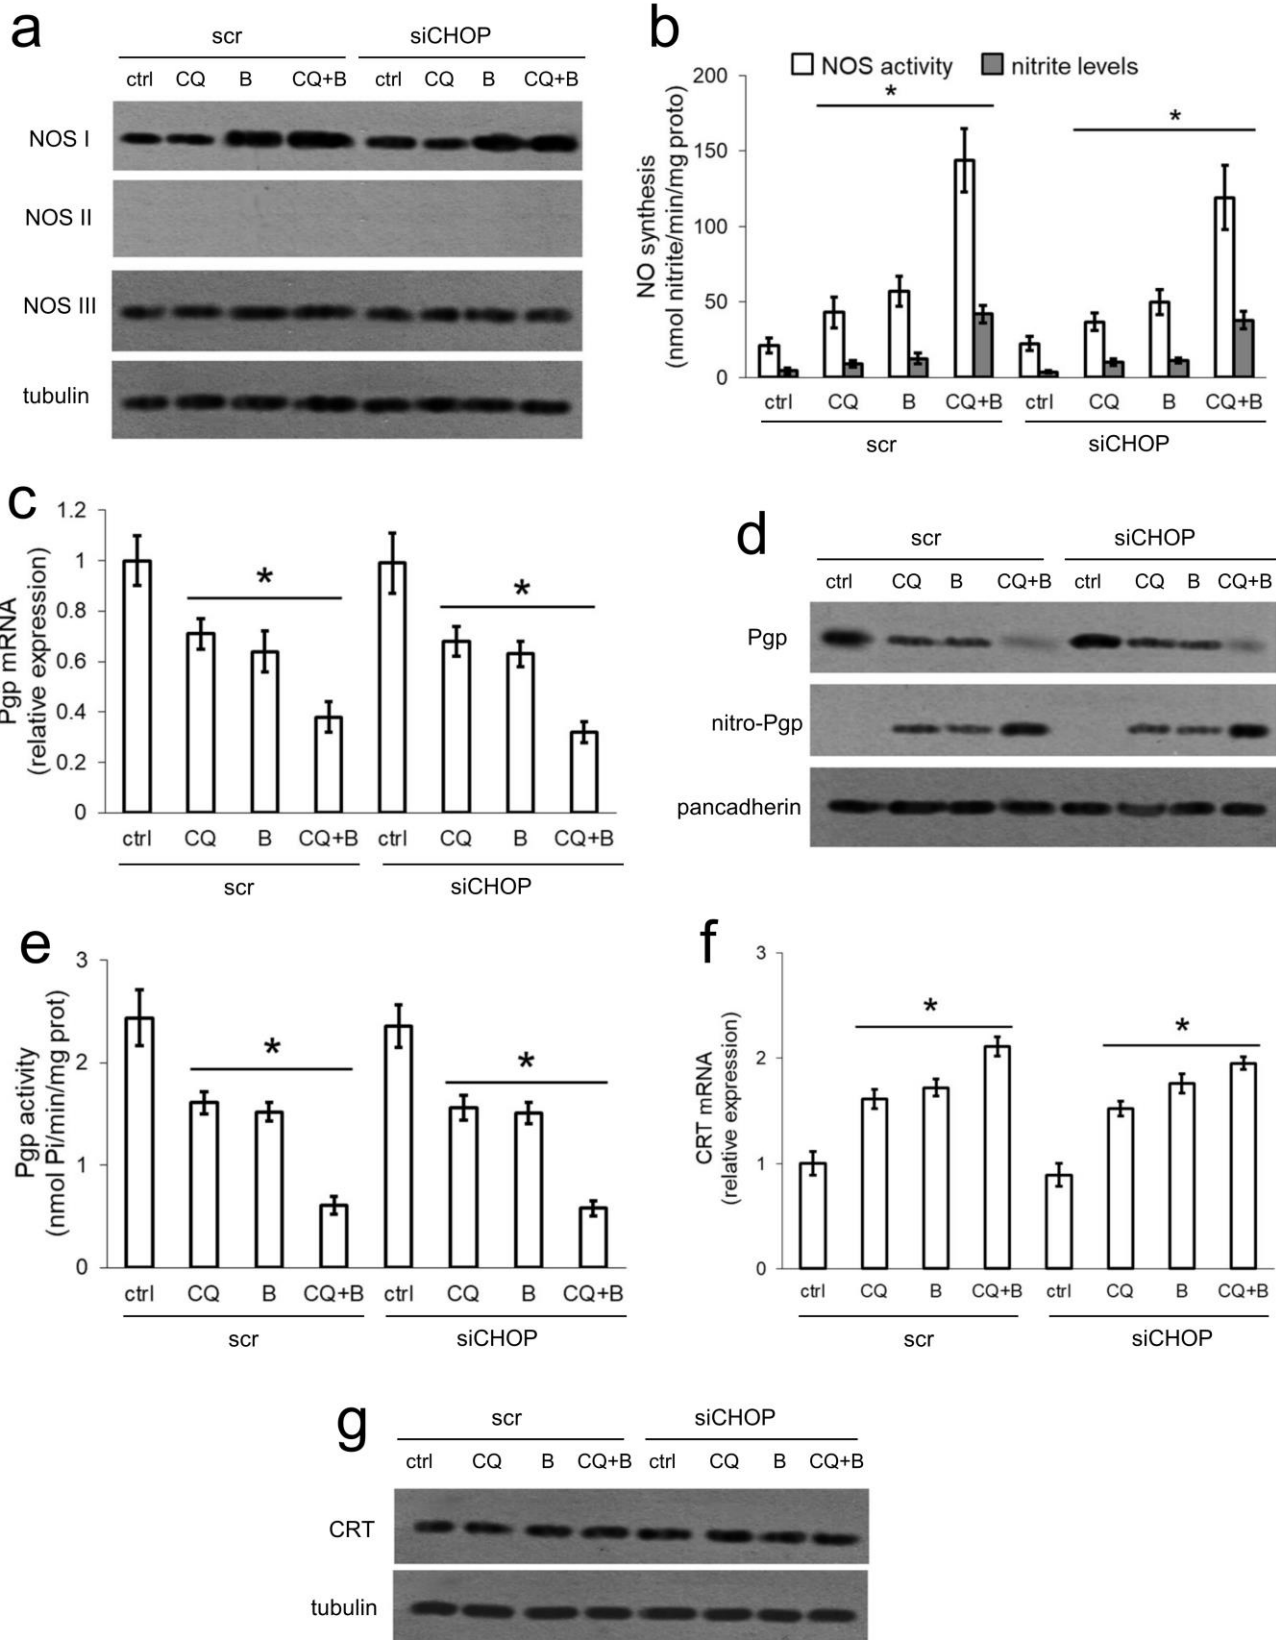 a
scr siCHOP
ctrl CQ B CQ+B ctrl CQ B CQ+B
NOS I
NOS II
NOS III
tubulin
b
NOS activity nitrite levels
NO synthesis
(nmol nitrite/min/mg proto)
200
150
100
50
0
* *
ctrl CQ B CQ+B ctrl CQ B CQ+B
scr siCHOP
c
Pgp mRNA
(relative expression)
1.2
1
0.8
0.6
0.4
0.2
0
* *
ctrl CQ B CQ+B ctrl CQ B CQ+B
scr siCHOP
d
scr siCHOP
ctrl CQ B CQ+B ctrl CQ B CQ+B
Pgp
nitro-Pgp
pancadherin
e
Pgp activity
(nmol Pi/min/mg prot)
3
2
1
0
* *
ctrl CQ B CQ+B ctrl CQ B CQ+B
scr siCHOP
f
CRT mRNA
(relative expression)
3
2
1
0
* *
ctrl CQ B CQ+B ctrl CQ B CQ+B
scr siCHOP
g
scr siCHOP
ctrl CQ B CQ+B ctrl CQ B CQ+B
CRT
tubulin